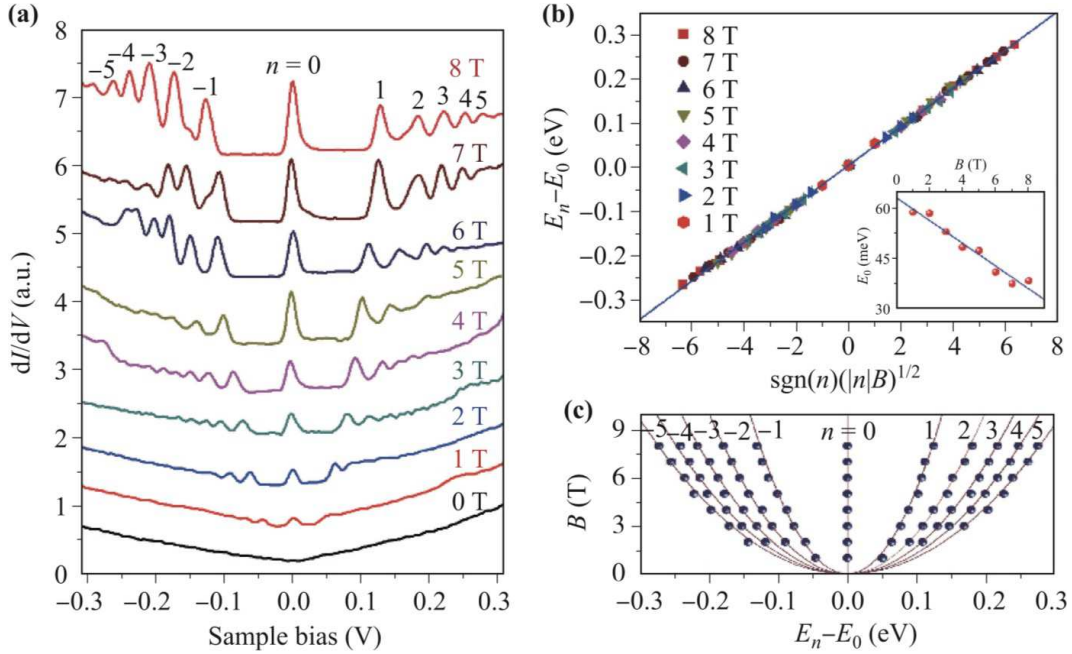 (a)
8
7
6
5
4
3
2
1
0
dI/dV (a.u.)
-5 -4 -3 -2 -1 n = 0 1 2 3 4 5
8 T
7 T
6 T
5 T
4 T
3 T
2 T
1 T
0 T
−0.3 −0.2 −0.1 0.0 0.1 0.2 0.3
Sample bias (V)
(b)
0.3
0.2
0.1
0.0
−0.1
−0.2
−0.3
Eₙ−E₀ (eV)
8 T
7 T
6 T
5 T
4 T
3 T
2 T
1 T
B (T)
0 2 4 6 8
60
45
30
E₀ (meV)
−8 −6 −4 −2 0 2 4 6 8
sgn(n)(|n|B)^1/2
(c)
9
6
3
0
B (T)
-5 -4 -3 -2 -1 n = 0 1 2 3 4 5
−0.3 −0.2 −0.1 0.0 0.1 0.2 0.3
Eₙ−E₀ (eV)